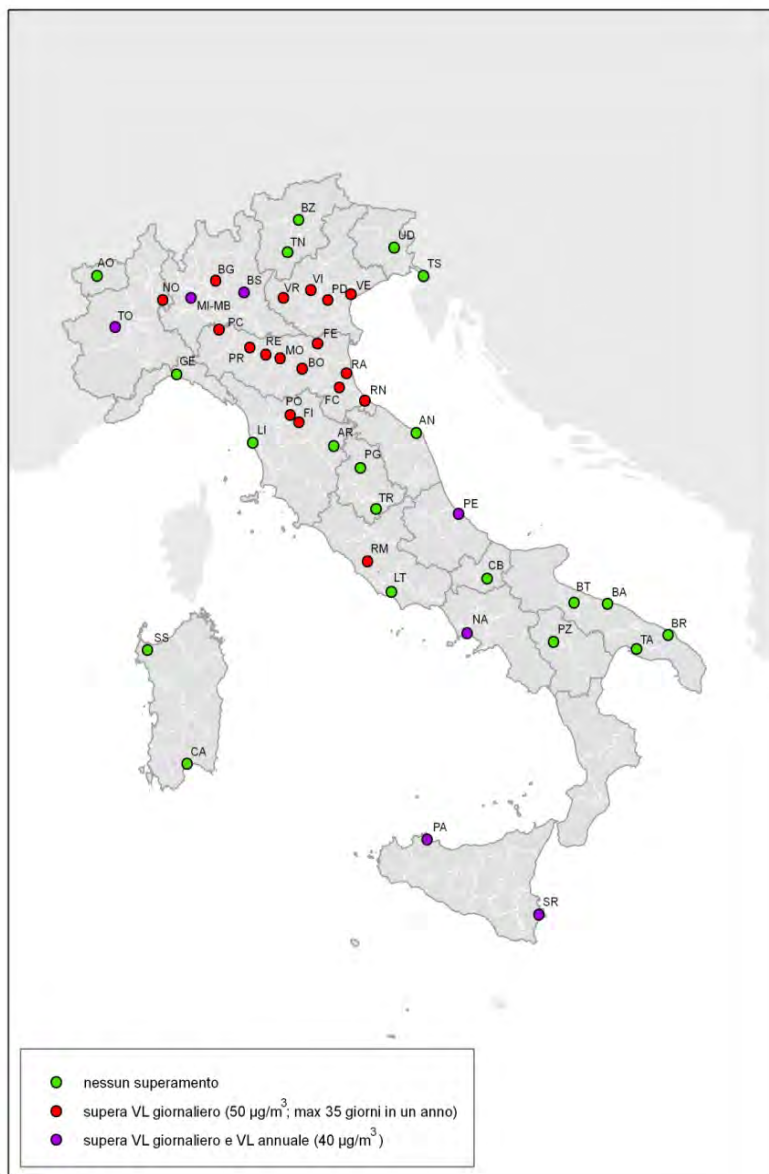 BZ
UD
TN
TS
AO
BG
BS
VI
VE
NO
VR
PD
MI-MB
TO
PC
FE
RE
MO
PR
BO
RA
GE
FC
RN
PO
FI
LI
AR
AN
PG
TR
PE
RM
CB
LT
BT
BA
NA
BR
PZ
TA
SS
CA
PA
SR
nessun superamento
supera VL giornaliero (50 µg/m³; max 35 giorni in un anno)
supera VL giornaliero e VL annuale (40 µg/m³)